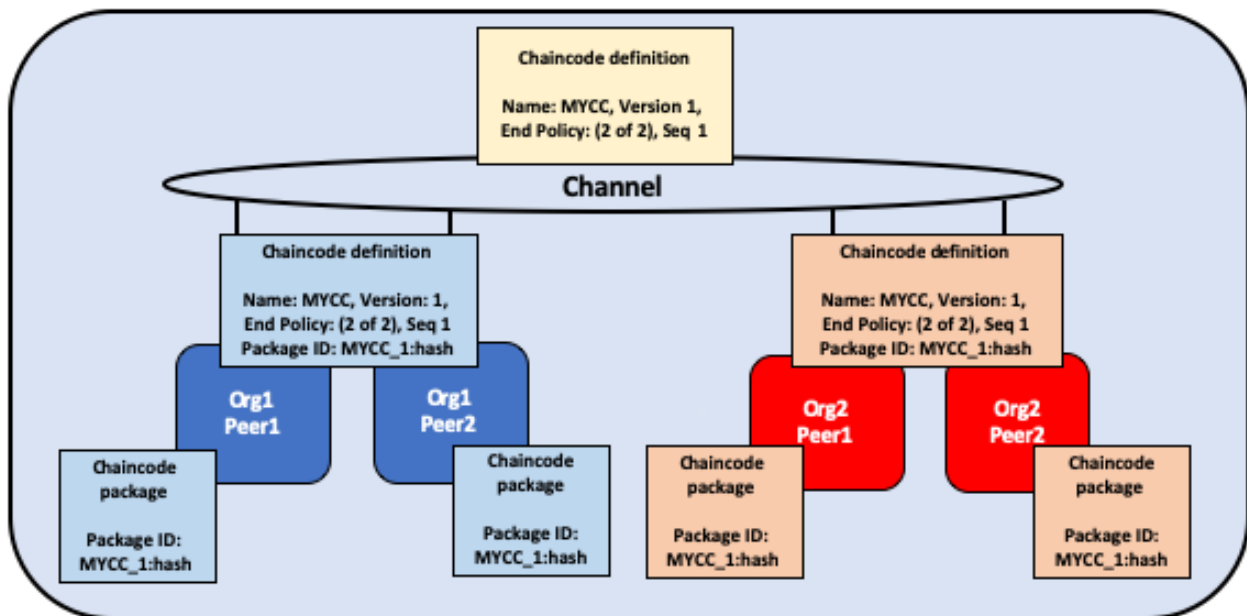 Chaincode definition
Name: MYCC, Version 1,
End Policy: (2 of 2), Seq 1
Channel
Chaincode definition
Name: MYCC, Version: 1,
End Policy: (2 of 2), Seq 1
Package ID: MYCC_1:hash
Chaincode definition
Name: MYCC, Version: 1,
End Policy: (2 of 2), Seq 1
Package ID: MYCC_1:hash
Org1
Peer1
Org1
Peer2
Org2
Peer1
Org2
Peer2
Chaincode
package
Package ID:
MYCC_1:hash
Chaincode
package
Package ID:
MYCC_1:hash
Chaincode
package
Package ID:
MYCC_1:hash
Chaincode
package
Package ID:
MYCC_1:hash